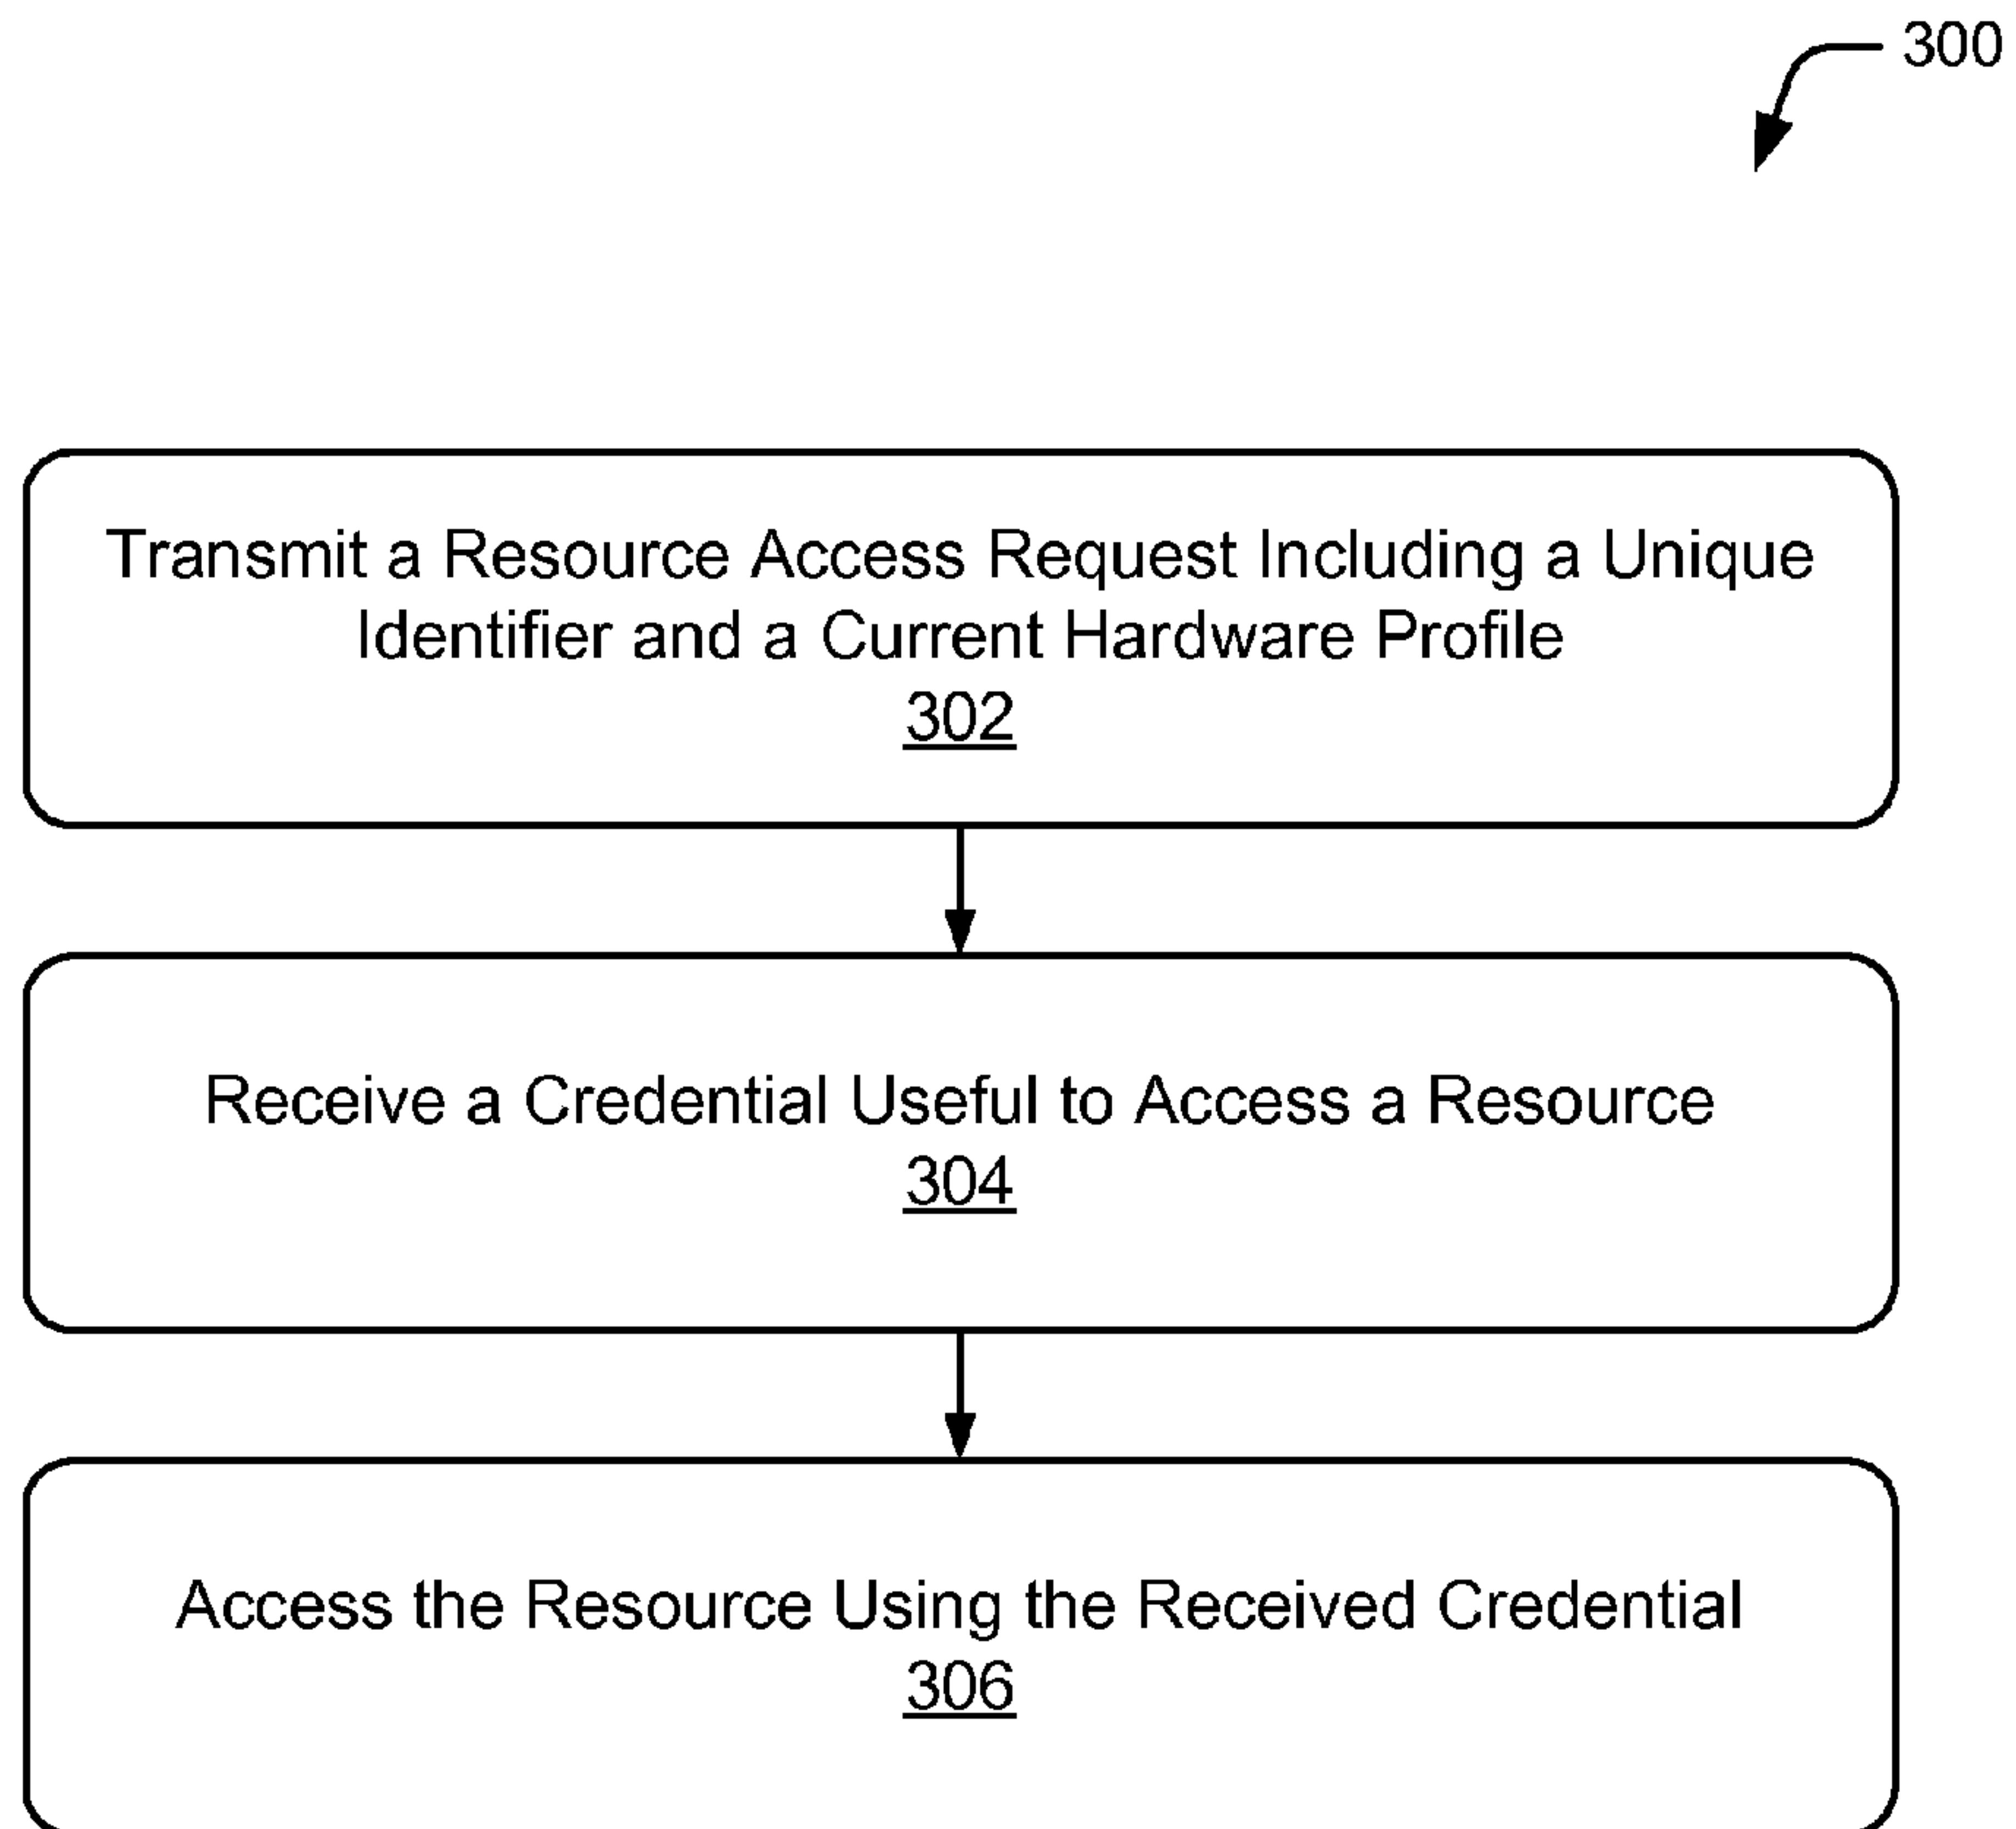 300
Transmit a Resource Access Request Including a Unique
Identifier and a Current Hardware Profile
302
Receive a Credential Useful to Access a Resource
304
Access the Resource Using the Received Credential
306